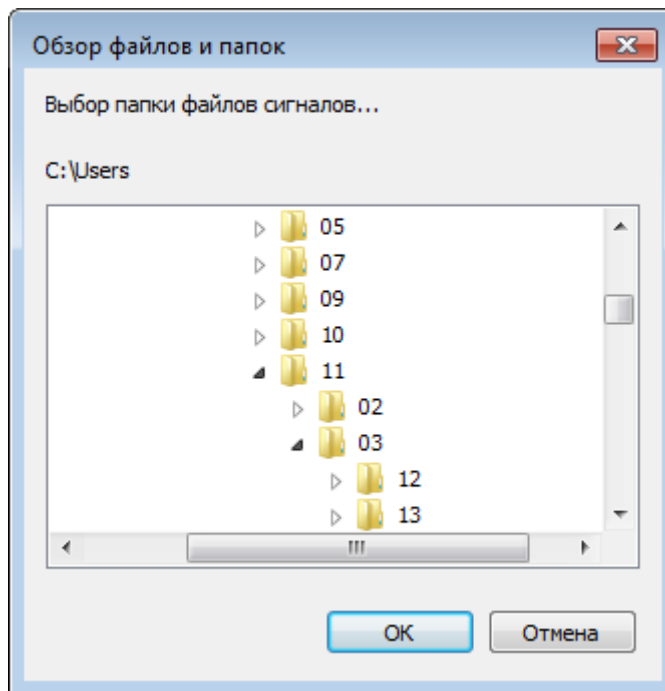 Обзор файлов и папок
Выбор папки файлов сигналов...
C:\Users
05
07
09
10
11
02
03
12
13
OK
Отмена